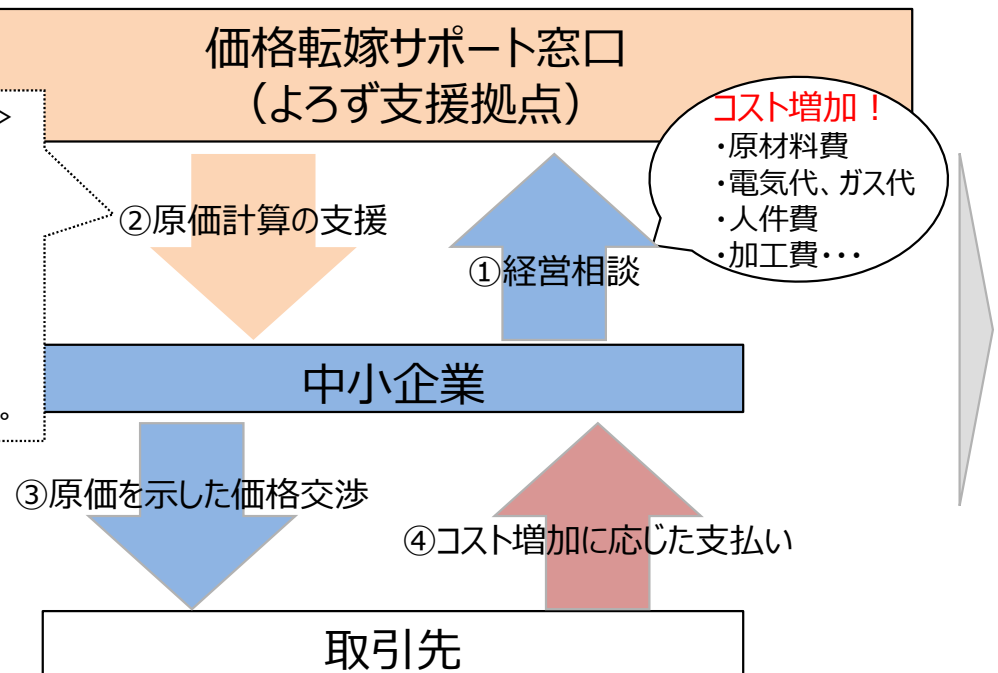 価格転嫁サポート窓口
（よろず支援拠点）
>
コスト増加！
・原材料費
・電気代、ガス代
・人件費
・加工費・・・
②原価計算の支援
①経営相談
中小企業
。
③原価を示した価格交渉
④コスト増加に応じた支払い
取引先